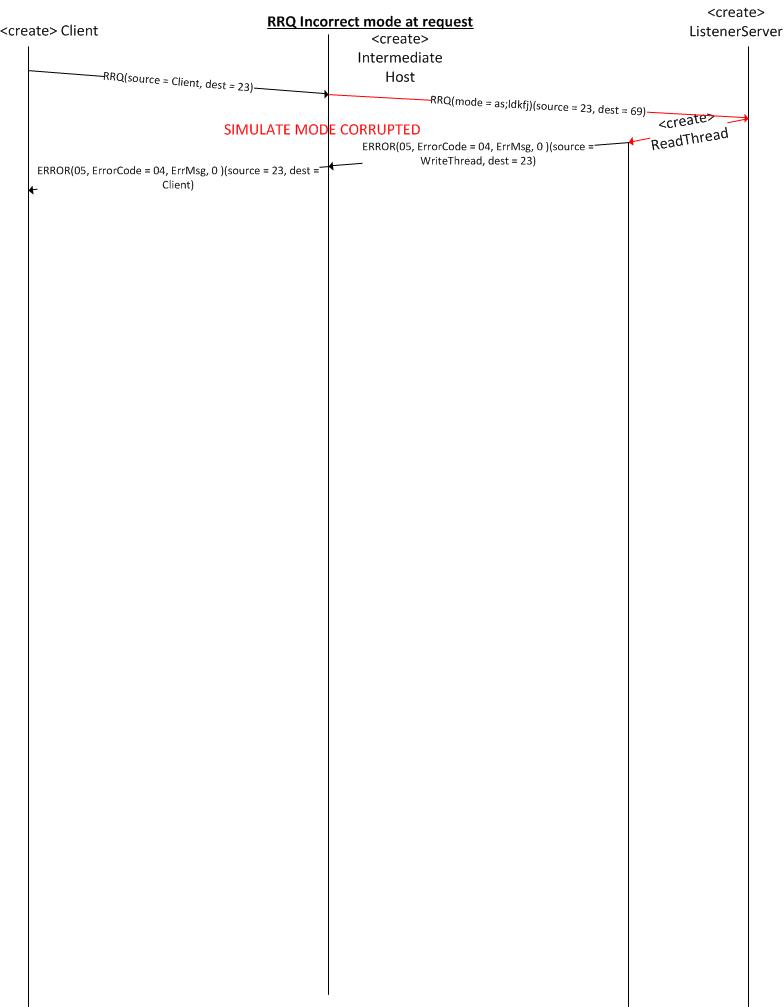 RRQ Incorrect mode at request
<create> Client
<create>
Intermediate
Host
<create>
ListenerServer
RRQ(source = Client, dest = 23)
RRQ(mode = as;ldkfj)(source = 23, dest = 69)
SIMULATE MODE CORRUPTED
<create>
ReadThread
ERROR(05, ErrorCode = 04, ErrMsg, 0 )(source =
WriteThread, dest = 23)
ERROR(05, ErrorCode = 04, ErrMsg, 0 )(source = 23, dest =
Client)